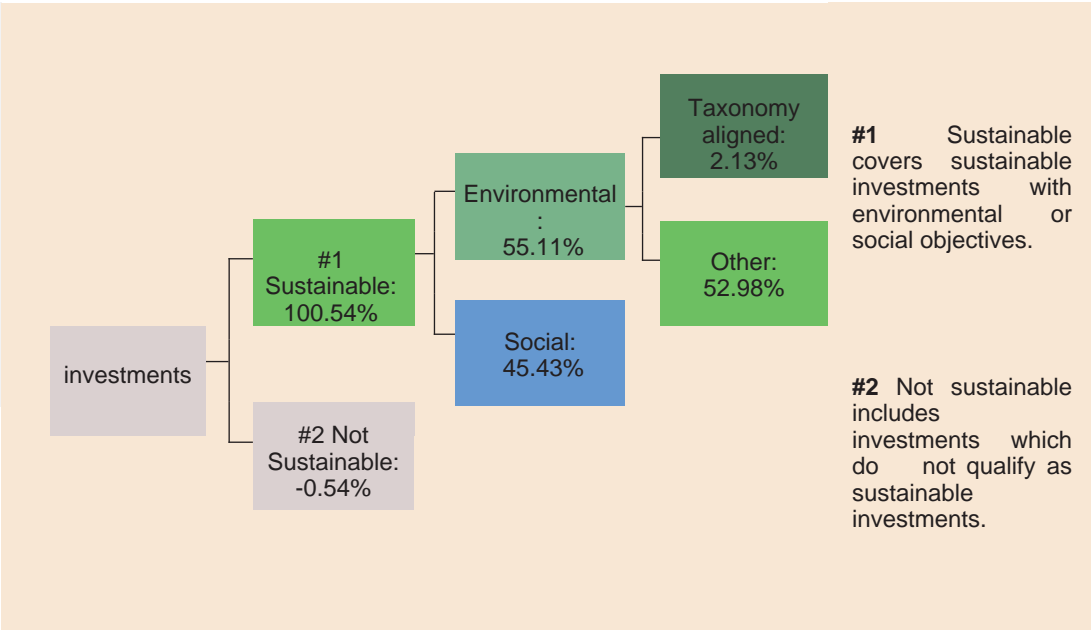 investments
#1
Sustainable:
100.54%
#2 Not
Sustainable:
-0.54%
Environmental
:
55.11%
Social:
45.43%
Taxonomy
aligned:
2.13%
Other:
52.98%
#1 Sustainable
covers sustainable
investments with
environmental or
social objectives.
#2 Not sustainable
includes
investments which
do not qualify as
sustainable
investments.